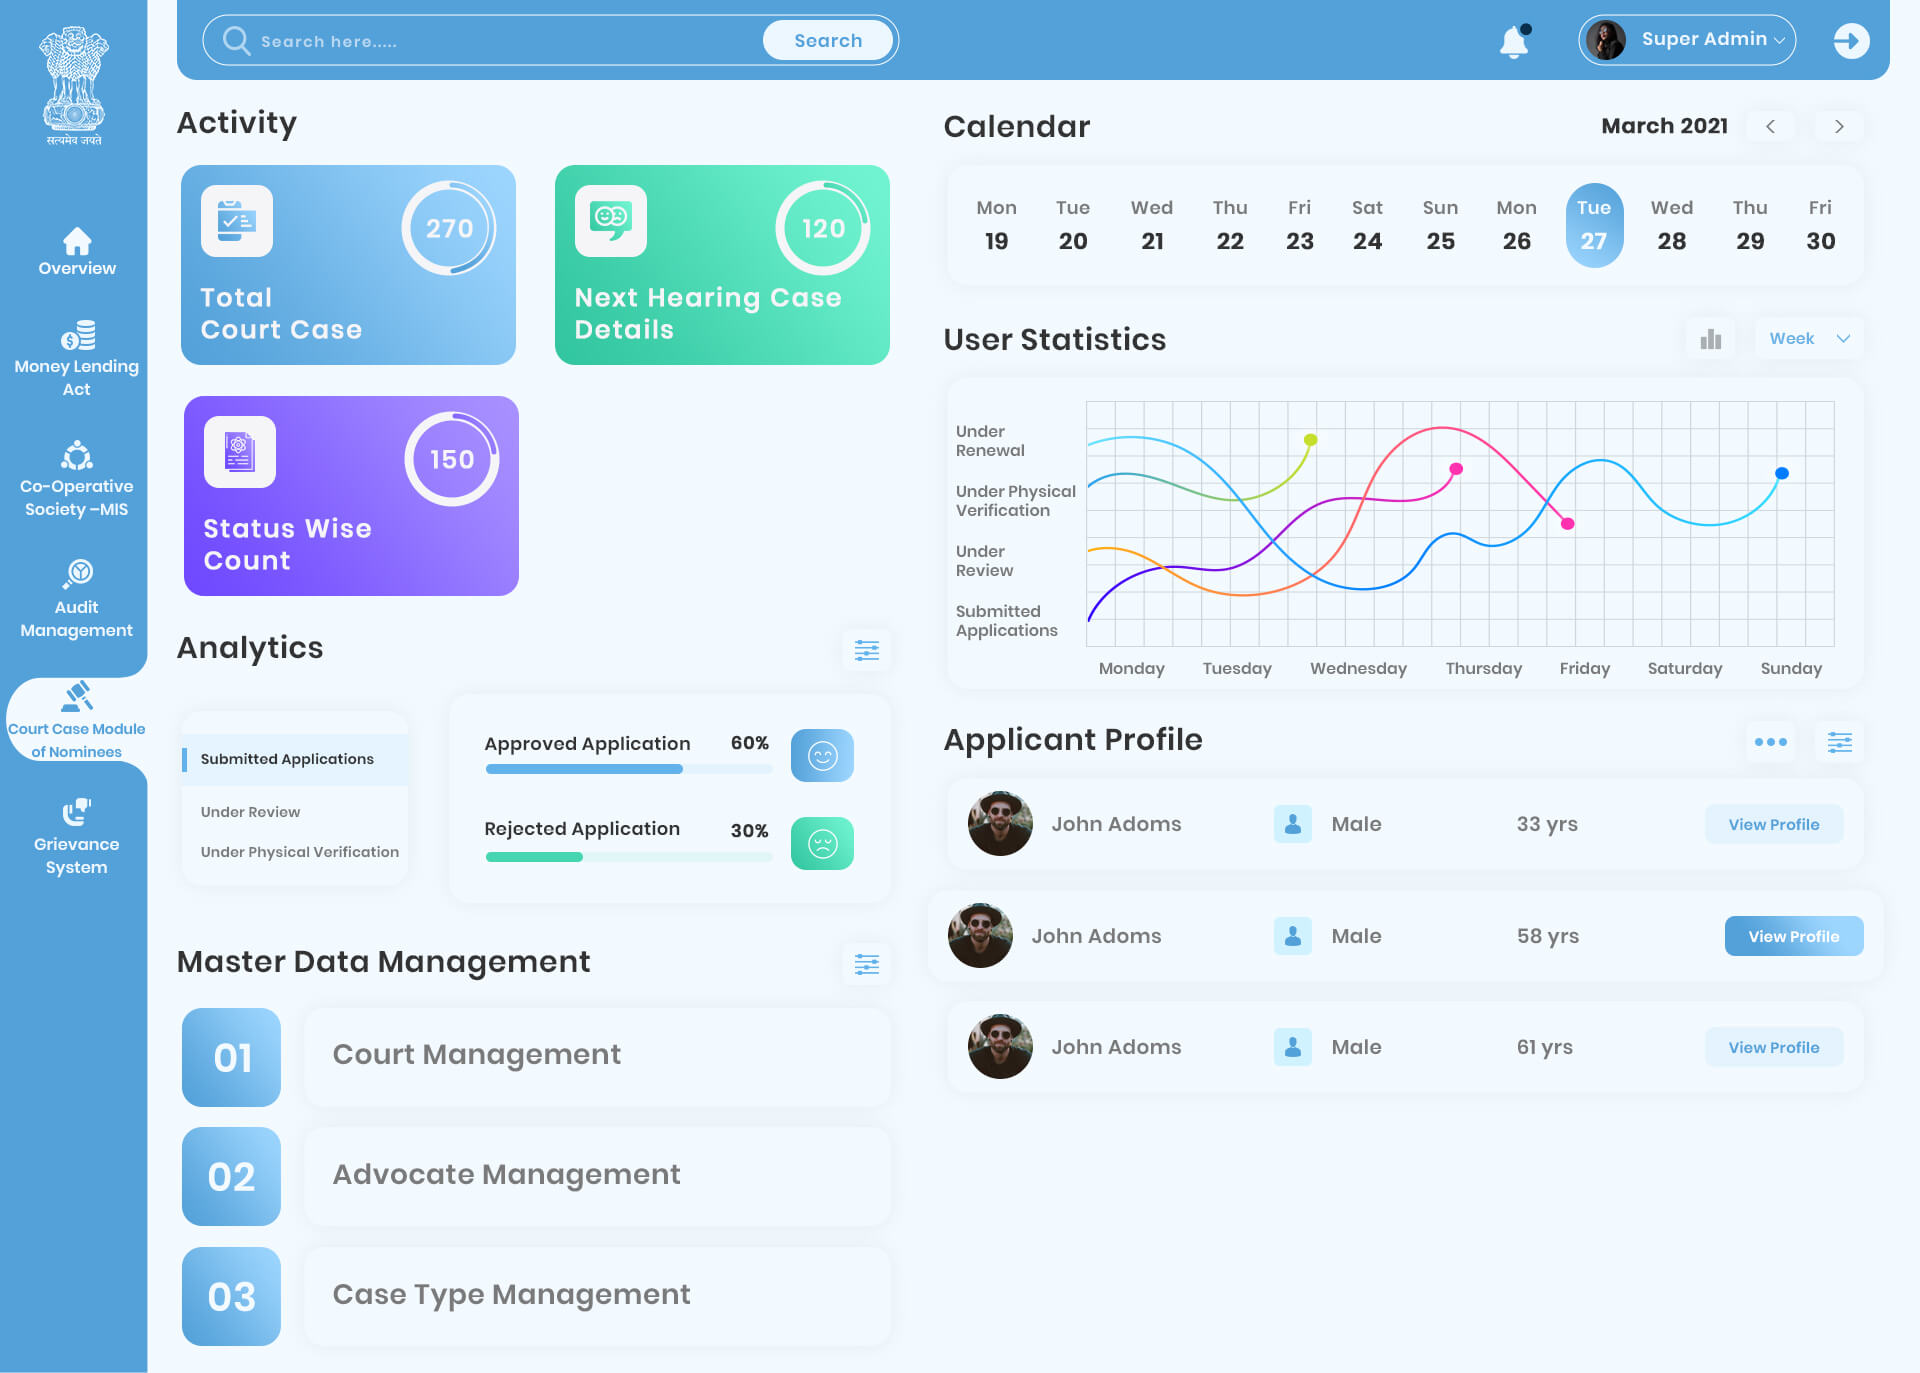 सत्यमेव जयते
Overview
Money Lending
Act
Co-Operative
Society –MIS
Audit
Management
Court Case Module
of Nominees
Grievance
System
Search here.....
Search
Super Admin
Activity
270
Total
Court Case
120
Next Hearing Case
Details
150
Status Wise
Count
Analytics
Submitted Applications
Under Review
Under Physical Verification
Approved Application 60%
Rejected Application 30%
Master Data Management
01 Court Management
02 Advocate Management
03 Case Type Management
Calendar
March 2021
Mon Tue Wed Thu Fri Sat Sun Mon Tue Wed Thu Fri
19 20 21 22 23 24 25 26 27 28 29 30
User Statistics
Week
Under
Renewal
Under Physical
Verification
Under
Review
Submitted
Applications
Monday Tuesday Wednesday Thursday Friday Saturday Sunday
Applicant Profile
John Adoms Male 33 yrs View Profile
John Adoms Male 58 yrs View Profile
John Adoms Male 61 yrs View Profile